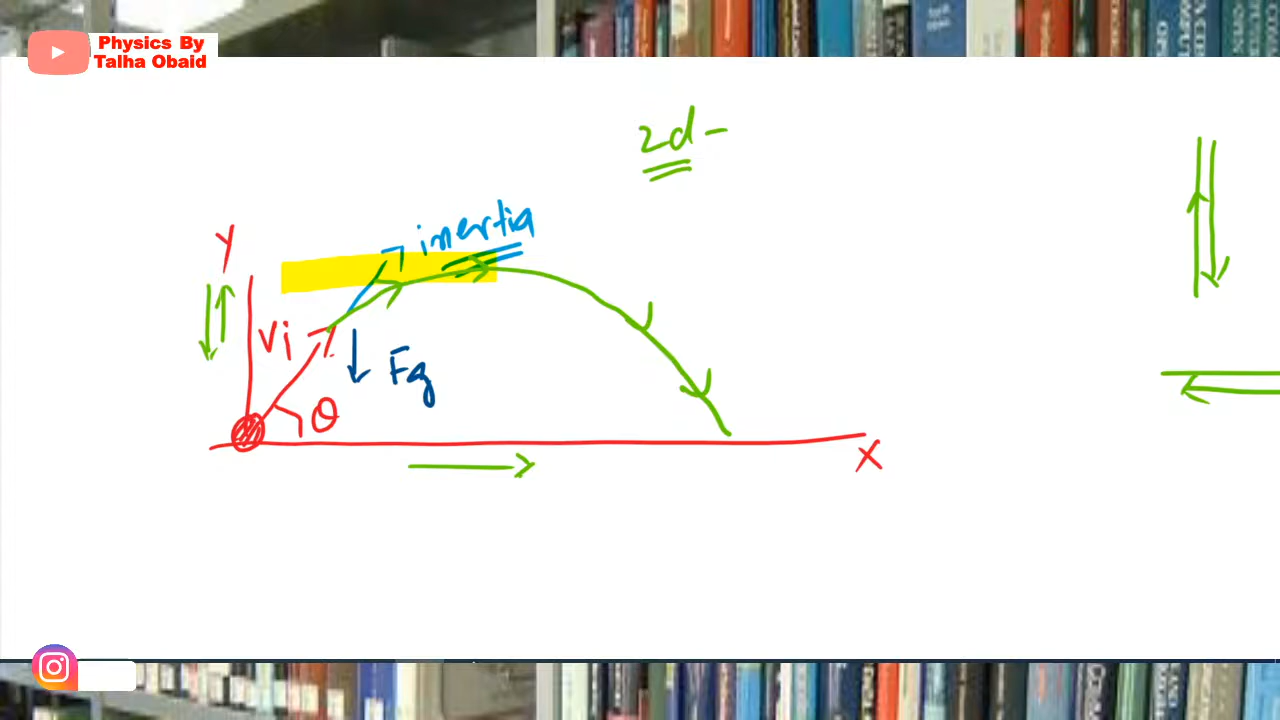 Physics By
Talha Obaid
2d-
inertia
y
Vi
Fg
θ
x